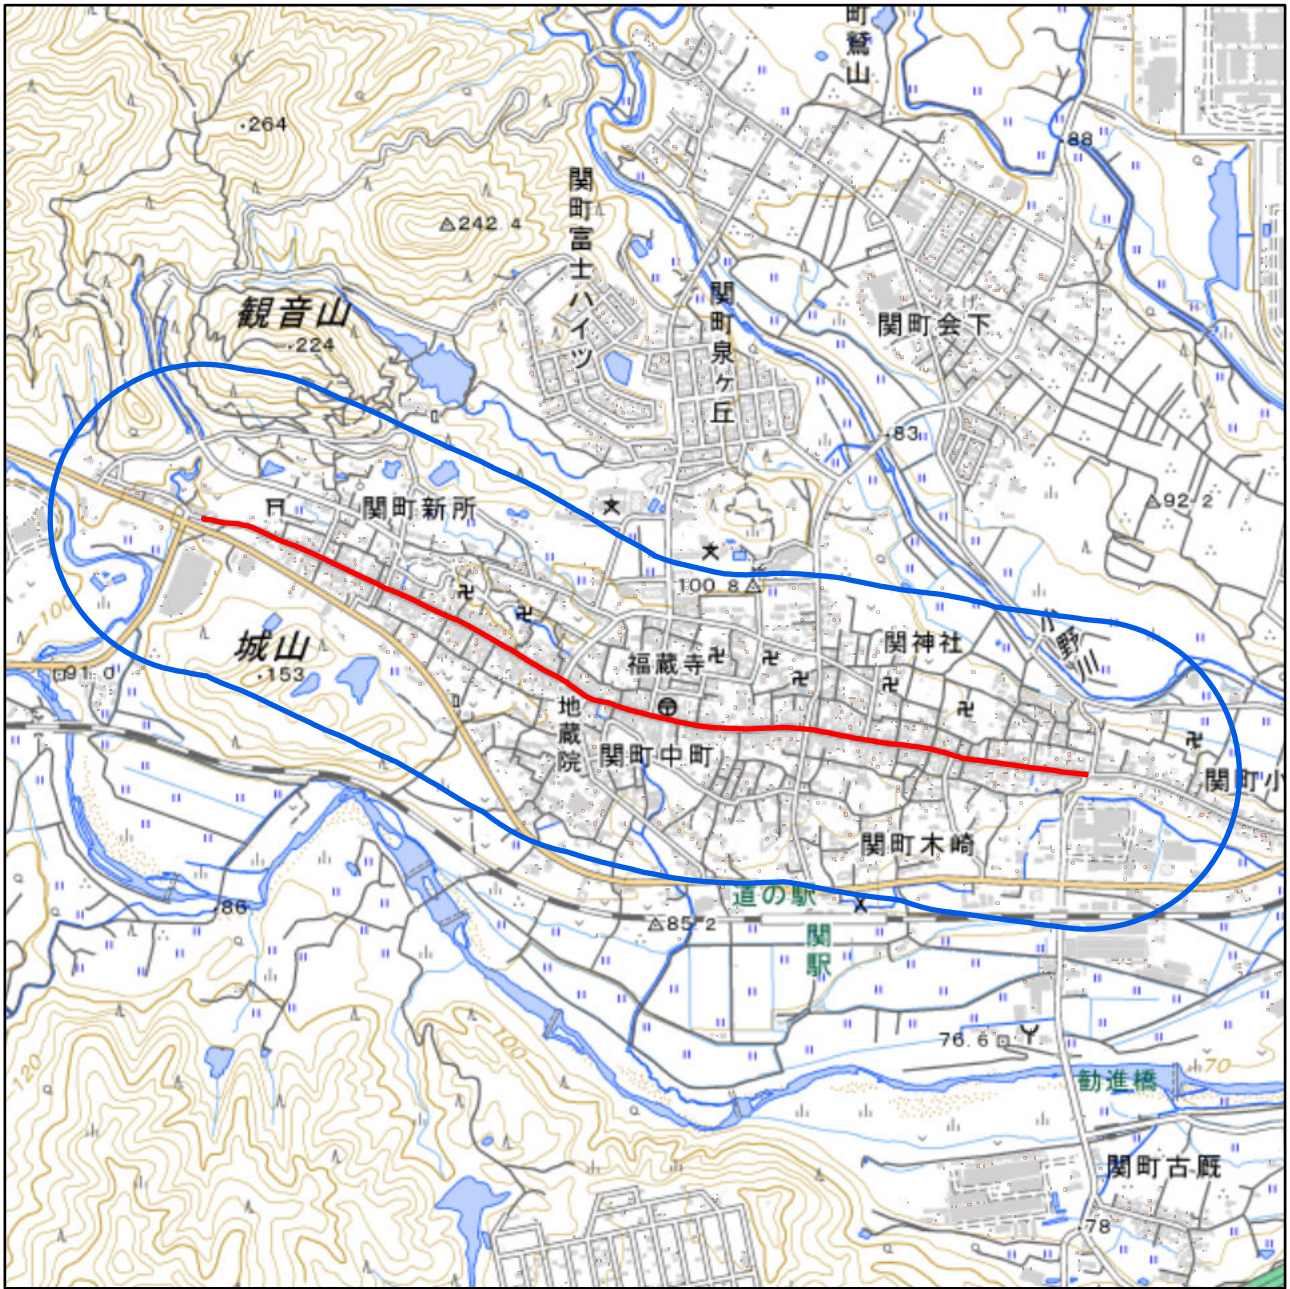 町鷲山
264
88
関町富士ハイツ
242.4
関町泉ヶ丘
観音山
224
えげ
関町会下
83
92.2
関町新所
100
100.8
小野川
城山
153
91.0
福蔵寺
関神社
地蔵院
関町中町
関町小
関町木崎
道の駅
86
85.2
関駅
100
120
76.6
70
勧進橋
関町古厩
78